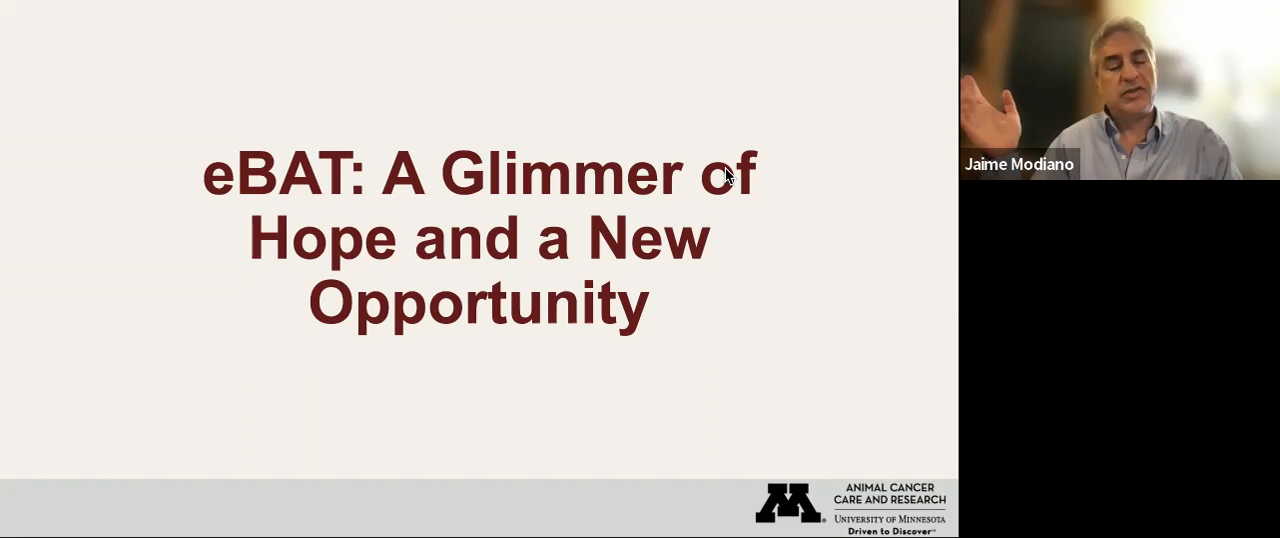 eBAT: A Glimmer of
Hope and a New
Opportunity
Jaime Modiano
M
ANIMAL CANCER
CARE AND RESEARCH
UNIVERSITY OF MINNESOTA
Driven to Discover℠